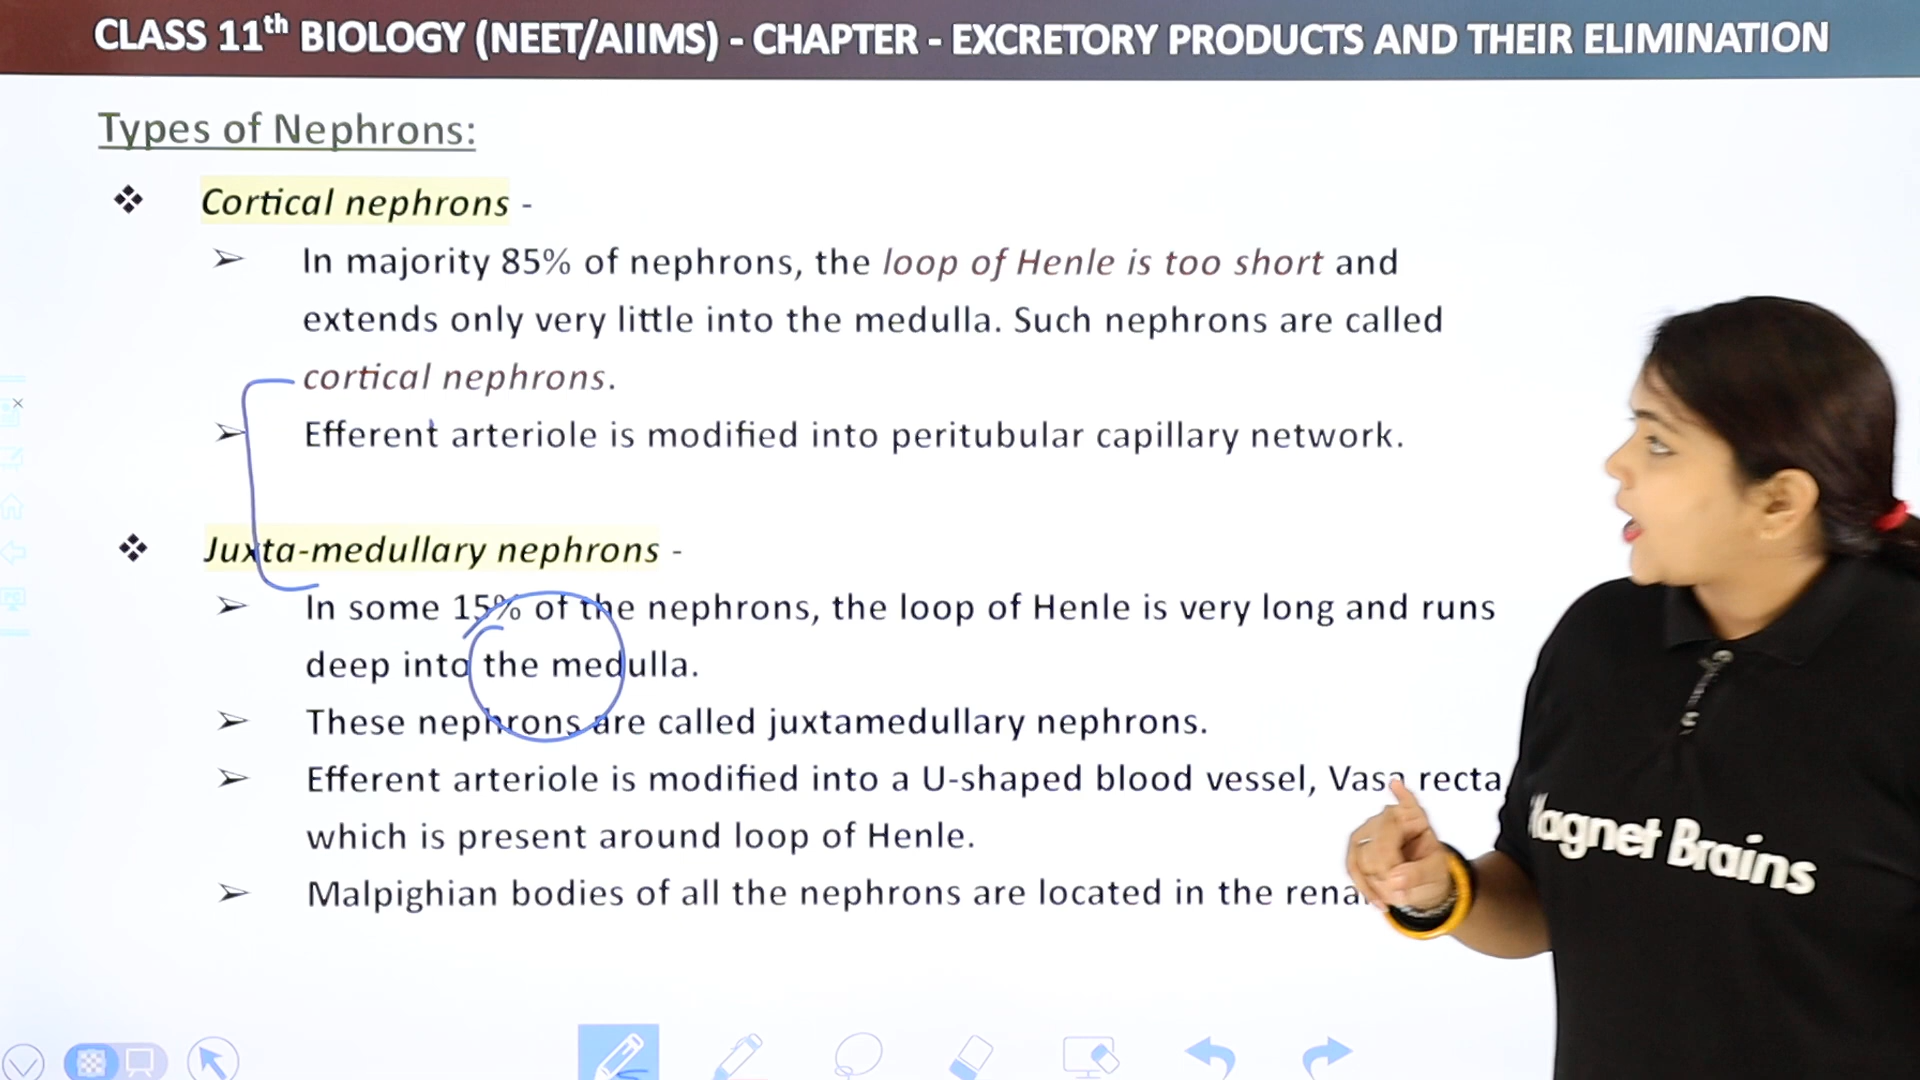 CLASS 11th BIOLOGY (NEET/AIIMS) - CHAPTER - EXCRETORY PRODUCTS AND THEIR ELIMINATION
Types of Nephrons:
❖ Cortical nephrons -
➢ In majority 85% of nephrons, the loop of Henle is too short and
extends only very little into the medulla. Such nephrons are called
cortical nephrons.
➢ Efferent arteriole is modified into peritubular capillary network.
❖ Juxta-medullary nephrons -
➢ In some 15% of the nephrons, the loop of Henle is very long and runs
deep into the medulla.
➢ These nephrons are called juxtamedullary nephrons.
➢ Efferent arteriole is modified into a U-shaped blood vessel, Vasa recta
which is present around loop of Henle.
➢ Malpighian bodies of all the nephrons are located in the
Magnet Brains